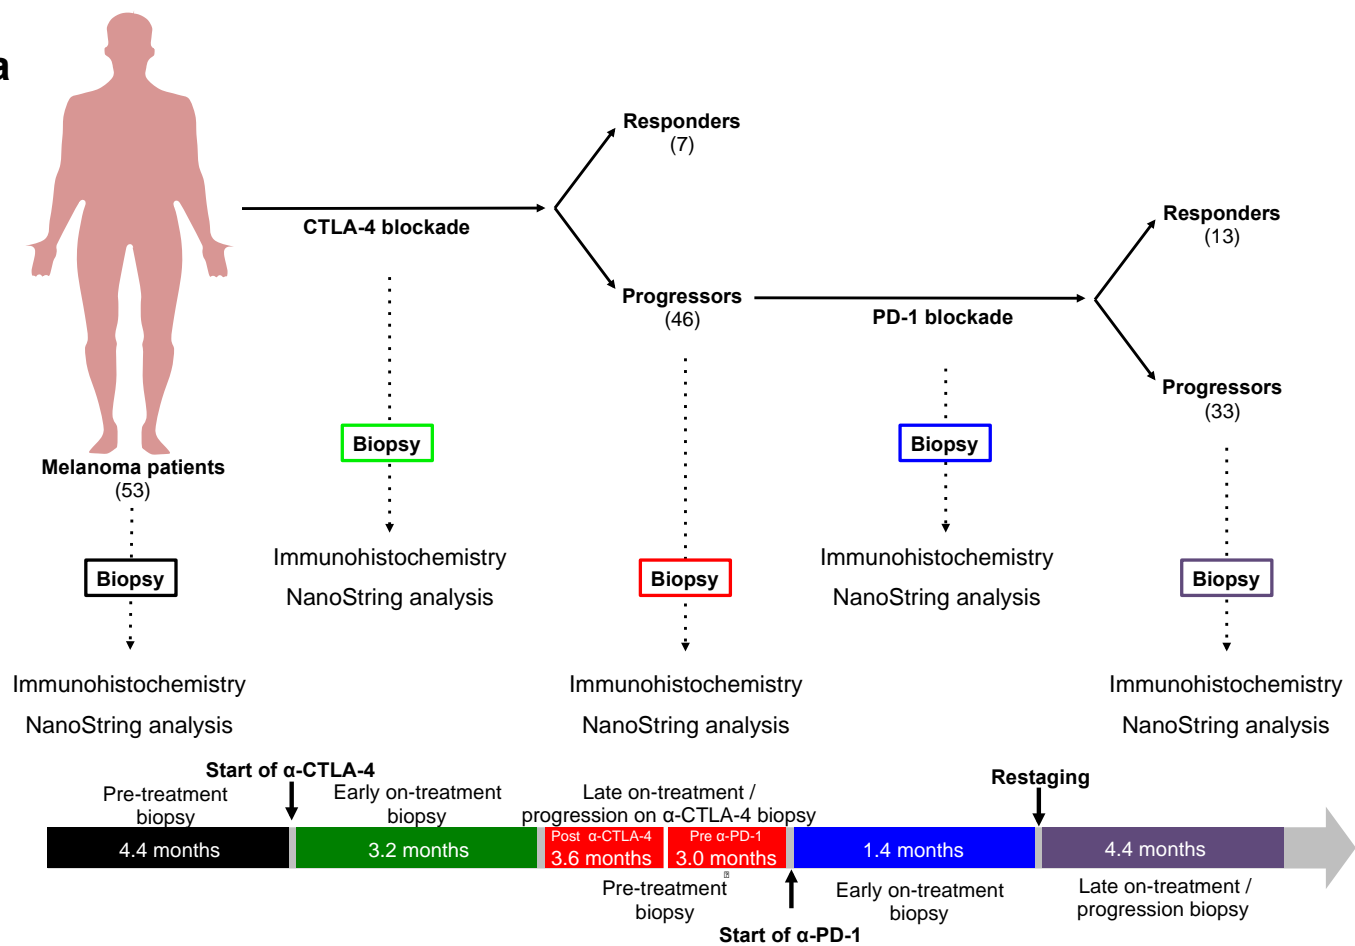 a
Responders
(7)
CTLA-4 blockade
Responders
(13)
Progressors
(46)
PD-1 blockade
Progressors
(33)
Biopsy
Biopsy
Melanoma patients
(53)
Immunohistochemistry
NanoString analysis
Immunohistochemistry
NanoString analysis
Biopsy
Biopsy
Biopsy
Immunohistochemistry
NanoString analysis
Immunohistochemistry
NanoString analysis
Immunohistochemistry
NanoString analysis
Start of α-CTLA-4
Restaging
Pre-treatment
biopsy
Early on-treatment
biopsy
Late on-treatment /
progression on α-CTLA-4 biopsy
4.4 months
3.2 months
Post α-CTLA-4
3.6 months
Pre α-PD-1
3.0 months
1.4 months
4.4 months
Pre-treatment
biopsy
Early on-treatment
biopsy
Late on-treatment /
progression biopsy
Start of α-PD-1